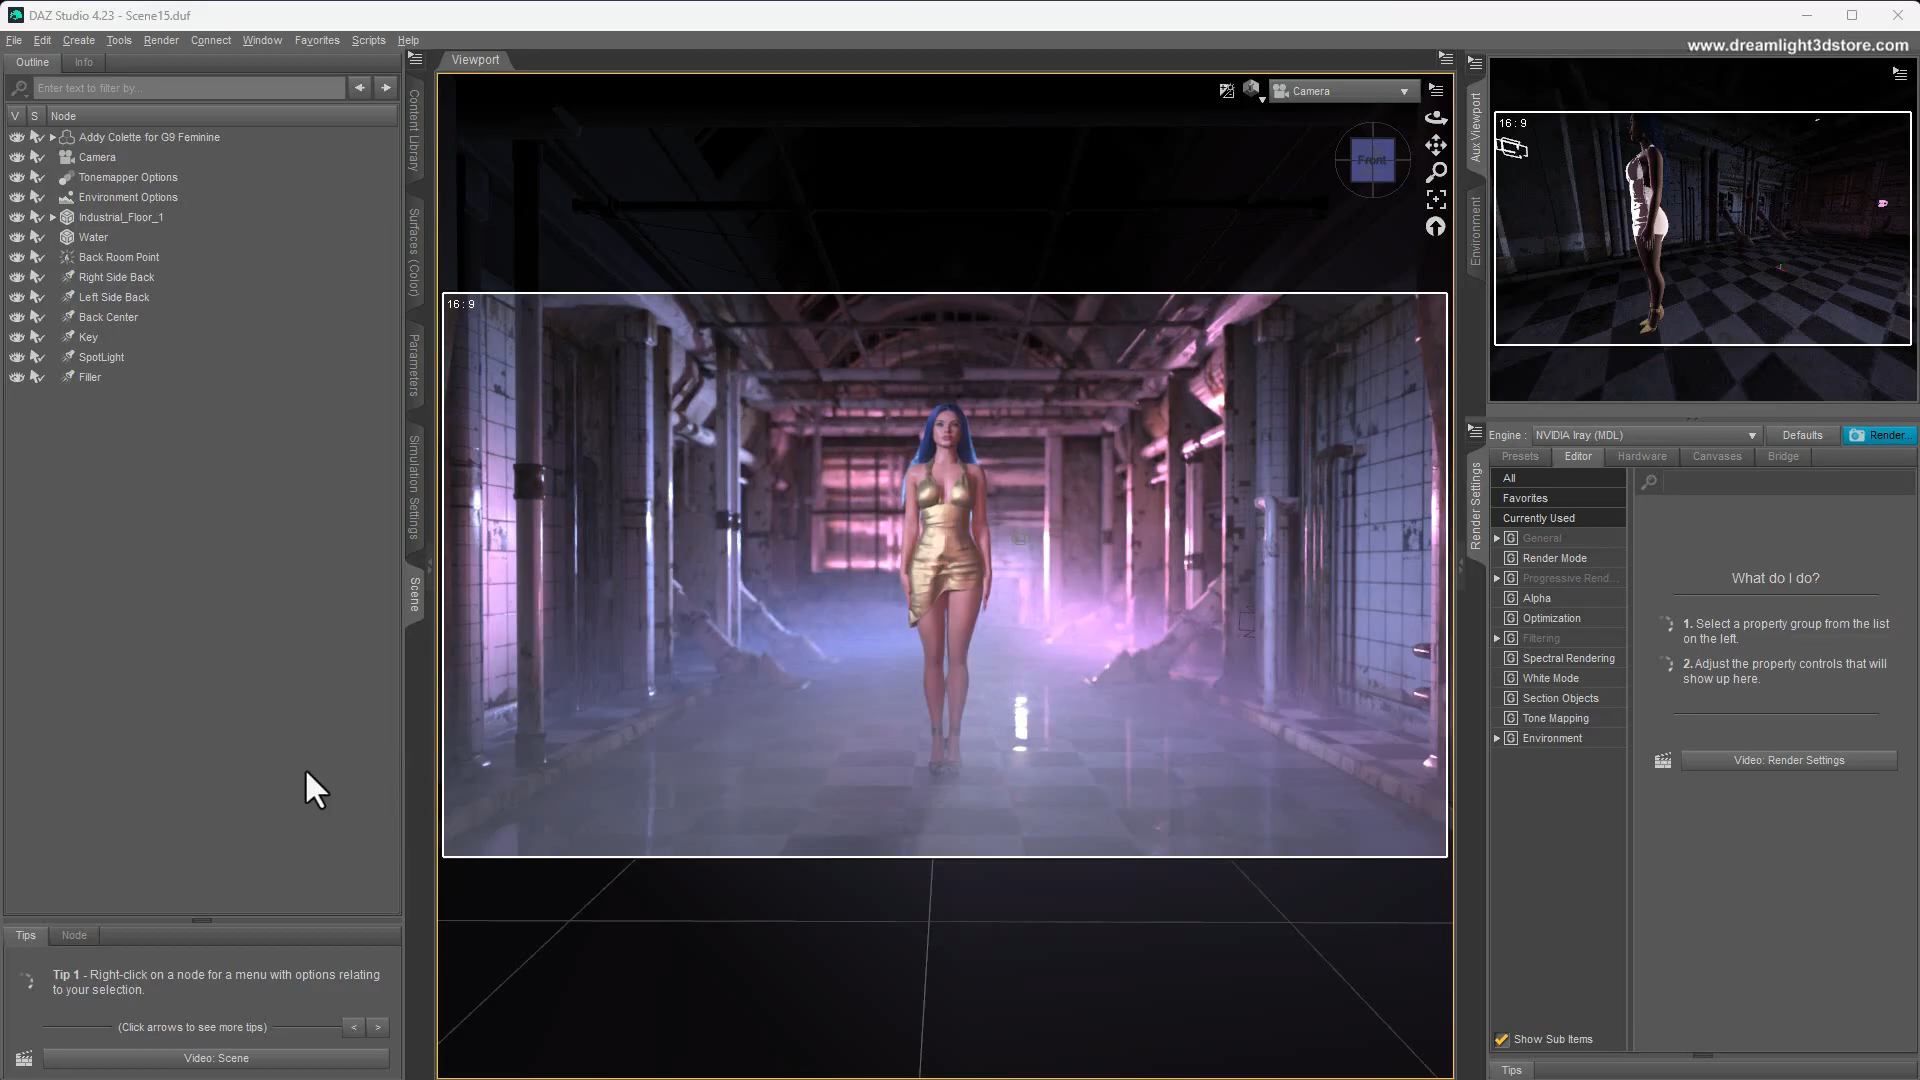 DAZ Studio 4.23 - Scene15.duf
File Edit Create Tools Render Connect Window Favorites Scripts Help
www.dreamlight3dstore.com
Outline Info
Enter text to filter by...
V S Node
Addy Colette for G9 Feminine
Camera
Tonemapper Options
Environment Options
Industrial_Floor_1
Water
Back Room Point
Right Side Back
Left Side Back
Back Center
Key
SpotLight
Filler
Tips Node
Tip 1 - Right-click on a node for a menu with options relating
to your selection.
(Click arrows to see more tips)
< >
Video: Scene
Content Library
Surfaces (Color)
Parameters
Simulation Settings
Scene
Viewport
Camera
Front
16 : 9
Aux Viewport
Environment
16 : 9
Render Settings
Engine : NVIDIA Iray (MDL) Defaults Render...
Presets Editor Hardware Canvases Bridge
All
Favorites
Currently Used
G General
G Render Mode
G Progressive Rend...
G Alpha
G Optimization
G Filtering
G Spectral Rendering
G White Mode
G Section Objects
G Tone Mapping
G Environment
Show Sub Items
What do I do?
1. Select a property group from the list
on the left.
2. Adjust the property controls that will
show up here.
Video: Render Settings
Tips